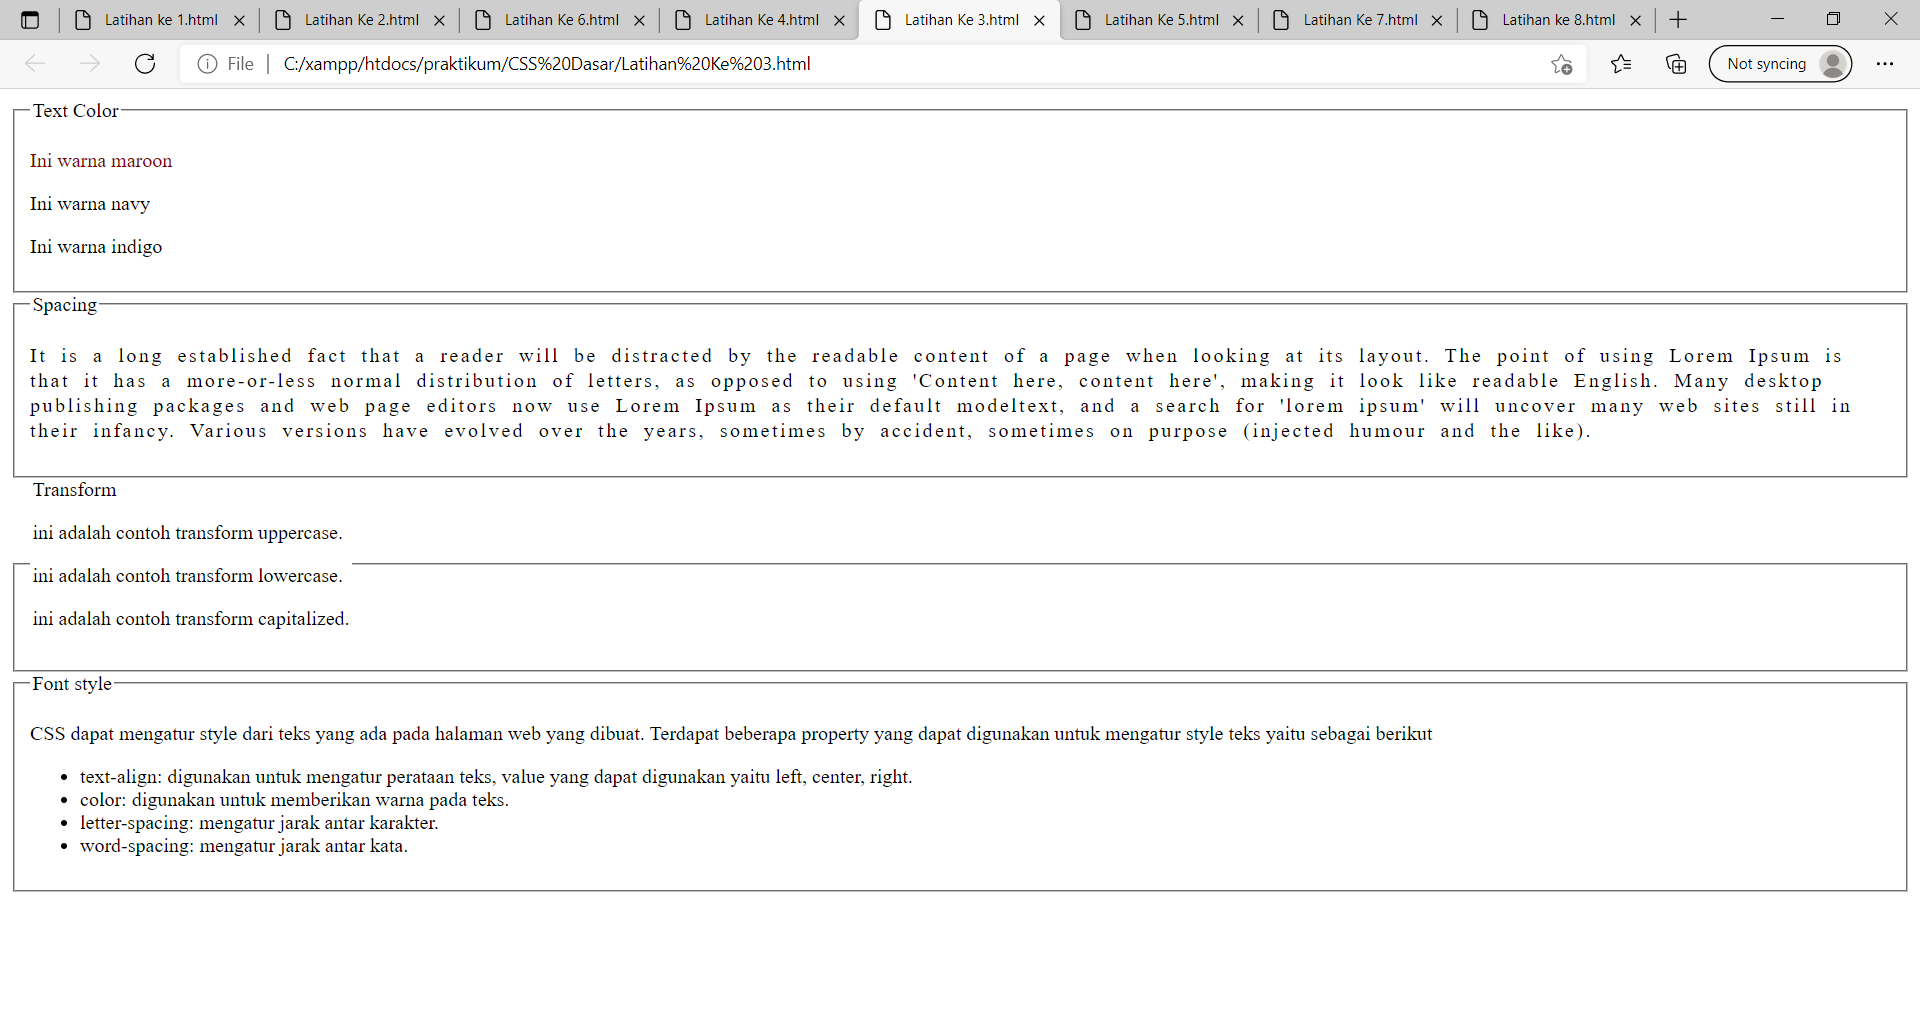 Latihan ke 1.html
Latihan Ke 2.html
Latihan Ke 6.html
Latihan Ke 4.html
Latihan Ke 3.html
Latihan Ke 5.html
Latihan Ke 7.html
Latihan ke 8.html
File
C:/xampp/htdocs/praktikum/CSS%20Dasar/Latihan%20Ke%203.html
Not syncing
Text Color
Ini warna maroon
Ini warna navy
Ini warna indigo
Spacing
It is a long established fact that a reader will be distracted by the readable content of a page when looking at its layout. The point of using Lorem Ipsum is
that it has a more-or-less normal distribution of letters, as opposed to using 'Content here, content here', making it look like readable English. Many desktop
publishing packages and web page editors now use Lorem Ipsum as their default modeltext, and a search for 'lorem ipsum' will uncover many web sites still in
their infancy. Various versions have evolved over the years, sometimes by accident, sometimes on purpose (injected humour and the like).
Transform
ini adalah contoh transform uppercase.
ini adalah contoh transform lowercase.
ini adalah contoh transform capitalized.
Font style
CSS dapat mengatur style dari teks yang ada pada halaman web yang dibuat. Terdapat beberapa property yang dapat digunakan untuk mengatur style teks yaitu sebagai berikut
• text-align: digunakan untuk mengatur perataan teks, value yang dapat digunakan yaitu left, center, right.
• color: digunakan untuk memberikan warna pada teks.
• letter-spacing: mengatur jarak antar karakter.
• word-spacing: mengatur jarak antar kata.